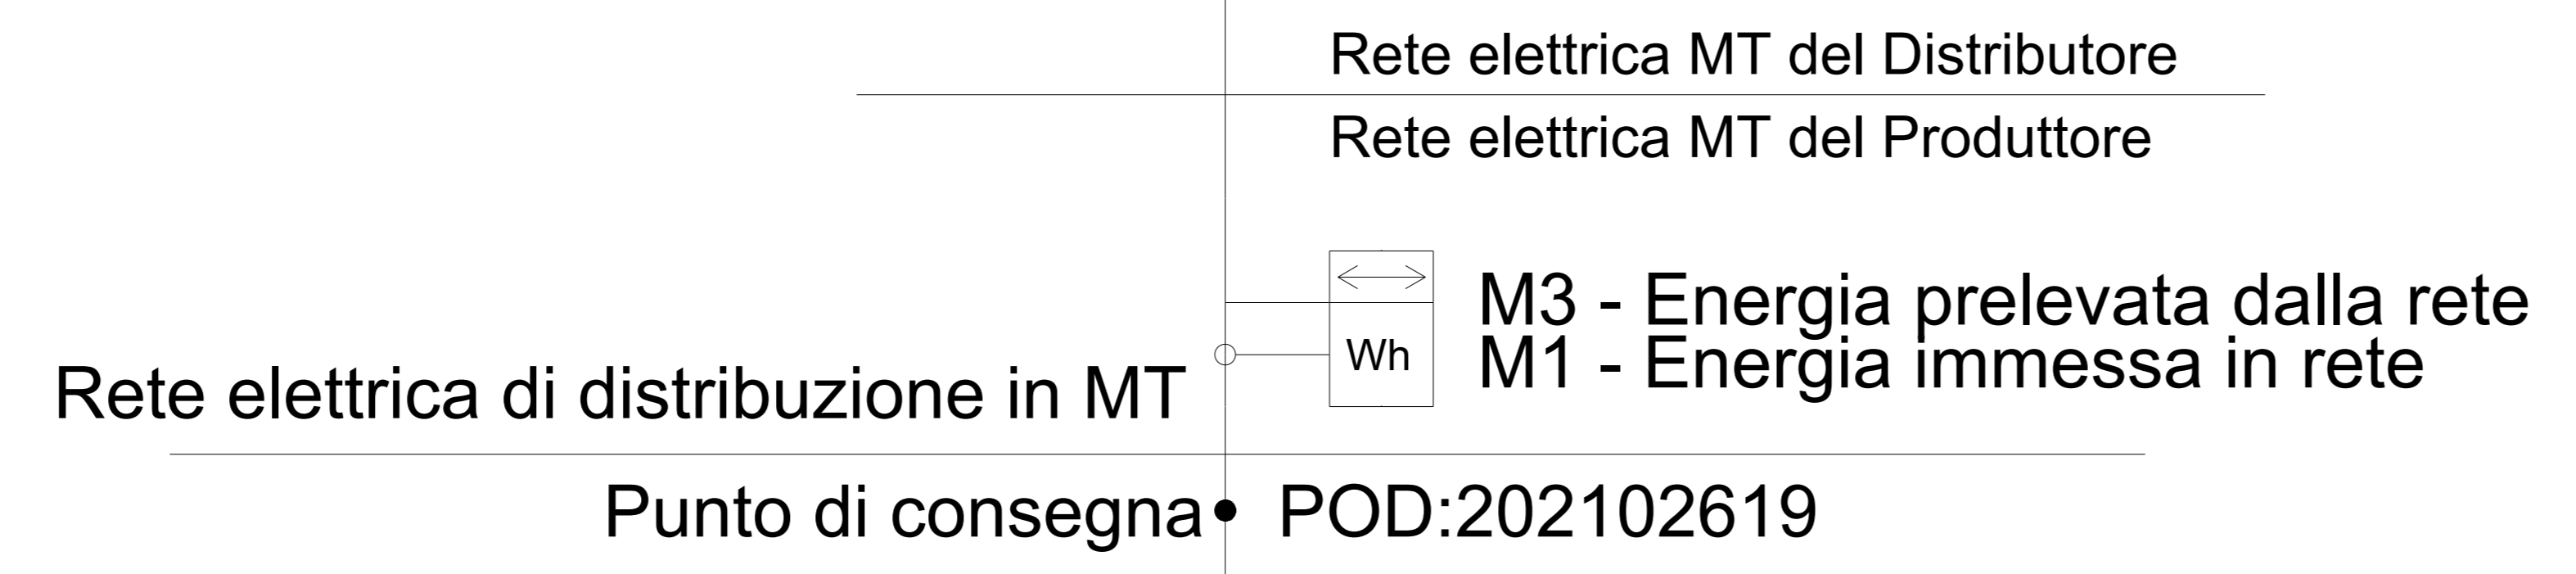 Rete elettrica MT del Distributore
Rete elettrica MT del Produttore
M3 - Energia prelevata dalla rete
Wh
M1 - Energia immessa in rete
Rete elettrica di distribuzione in MT
Punto di consegna POD:202102619